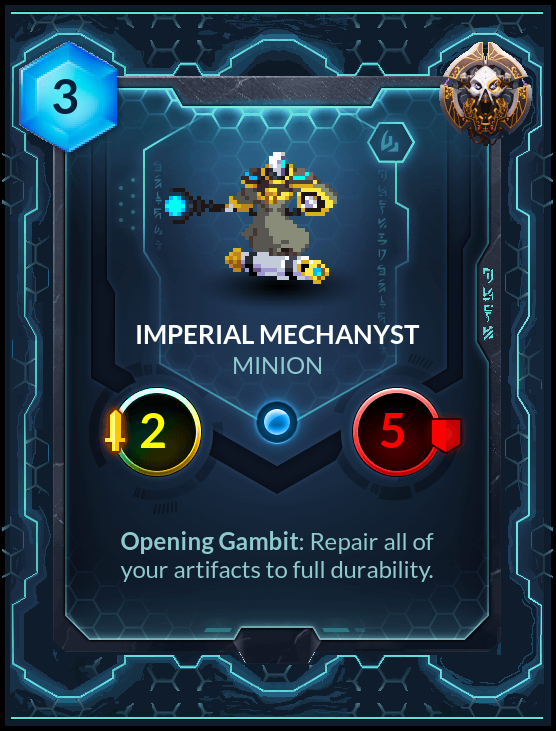 3
IMPERIAL MECHANYST
MINION
2
5
Opening Gambit: Repair all of
your artifacts to full durability.